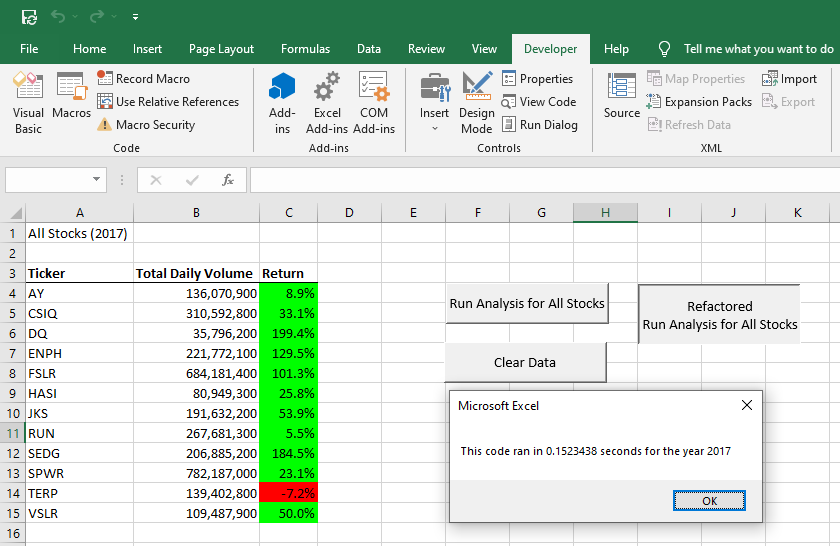 File Home Insert Page Layout Formulas Data Review View Developer Help Tell me what you want to do
Visual Basic
Macros
Record Macro
Use Relative References
Macro Security
Code
Add-ins
Excel Add-ins
COM Add-ins
Add-ins
Insert
Design Mode
Properties
View Code
Run Dialog
Controls
Source
Map Properties
Expansion Packs
Refresh Data
Import
Export
XML
fx
A B C D E F G H I J K
1 All Stocks (2017)
2
3 Ticker Total Daily Volume Return
4 AY 136,070,900 8.9%
5 CSIQ 310,592,800 33.1%
6 DQ 35,796,200 199.4%
7 ENPH 221,772,100 129.5%
8 FSLR 684,181,400 101.3%
9 HASI 80,949,300 25.8%
10 JKS 191,632,200 53.9%
11 RUN 267,681,300 5.5%
12 SEDG 206,885,200 184.5%
13 SPWR 782,187,000 23.1%
14 TERP 139,402,800 -7.2%
15 VSLR 109,487,900 50.0%
16
Run Analysis for All Stocks
Refactored
Run Analysis for All Stocks
Clear Data
Microsoft Excel
This code ran in 0.1523438 seconds for the year 2017
OK